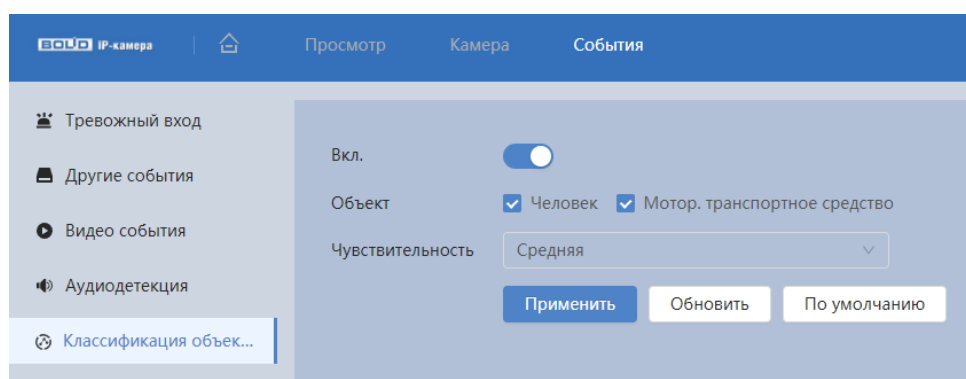 BOLID IP-камера Просмотр Камера События
Тревожный вход
Другие события
Видео события
Аудиодетекция
Классификация объек...
Вкл.
Объект Человек Мотор. транспортное средство
Чувствительность Средняя
Применить Обновить По умолчанию